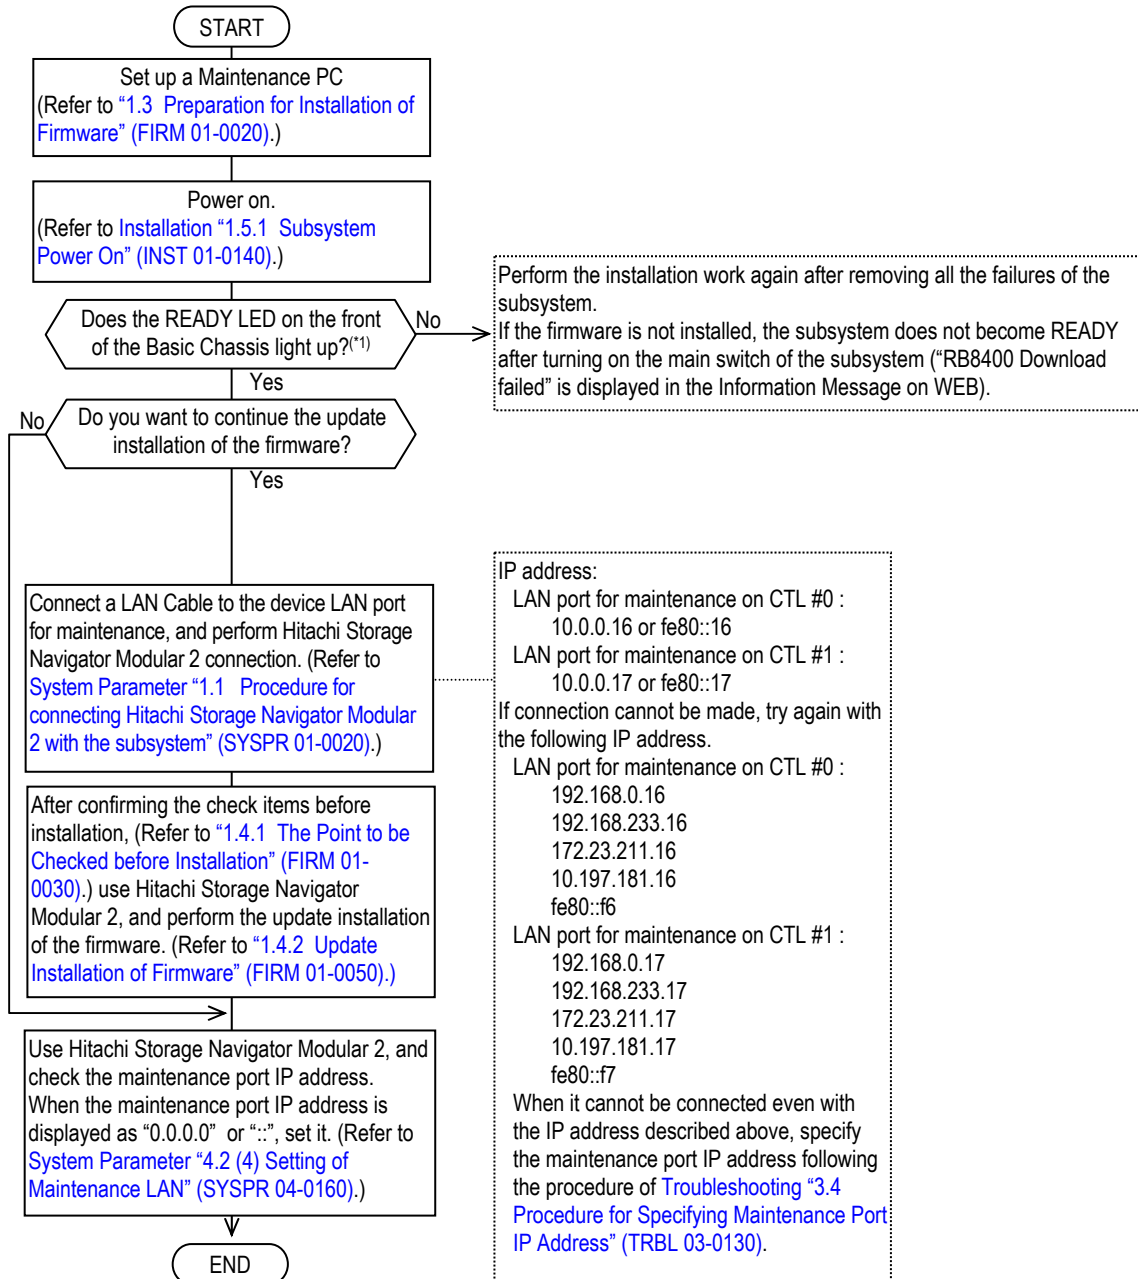 START
Set up a Maintenance PC
(Refer to “1.3  Preparation for Installation of
Firmware” (FIRM 01-0020).)
Power on.
(Refer to Installation “1.5.1  Subsystem
Power On” (INST 01-0140).)
Does the READY LED on the front
of the Basic Chassis light up?(*1)
No
Perform the installation work again after removing all the failures of the
subsystem.
If the firmware is not installed, the subsystem does not become READY
after turning on the main switch of the subsystem (“RB8400 Download
failed” is displayed in the Information Message on WEB).
Yes
No
Do you want to continue the update
installation of the firmware?
Yes
Connect a LAN Cable to the device LAN port
for maintenance, and perform Hitachi Storage
Navigator Modular 2 connection. (Refer to
System Parameter “1.1   Procedure for
connecting Hitachi Storage Navigator Modular
2 with the subsystem” (SYSPR 01-0020).)
IP address:
LAN port for maintenance on CTL #0 :
10.0.0.16 or fe80::16
LAN port for maintenance on CTL #1 :
10.0.0.17 or fe80::17
If connection cannot be made, try again with
the following IP address.
LAN port for maintenance on CTL #0 :
192.168.0.16
192.168.233.16
172.23.211.16
10.197.181.16
fe80::f6
LAN port for maintenance on CTL #1 :
192.168.0.17
192.168.233.17
172.23.211.17
10.197.181.17
fe80::f7
When it cannot be connected even with
the IP address described above, specify
the maintenance port IP address following
the procedure of Troubleshooting “3.4
Procedure for Specifying Maintenance Port
IP Address” (TRBL 03-0130).
After confirming the check items before
installation, (Refer to “1.4.1  The Point to be
Checked before Installation” (FIRM 01-
0030).) use Hitachi Storage Navigator
Modular 2, and perform the update installation
of the firmware. (Refer to “1.4.2  Update
Installation of Firmware” (FIRM 01-0050).)
Use Hitachi Storage Navigator Modular 2, and
check the maintenance port IP address.
When the maintenance port IP address is
displayed as “0.0.0.0”  or “::”, set it. (Refer to
System Parameter “4.2 (4) Setting of
Maintenance LAN” (SYSPR 04-0160).)
END